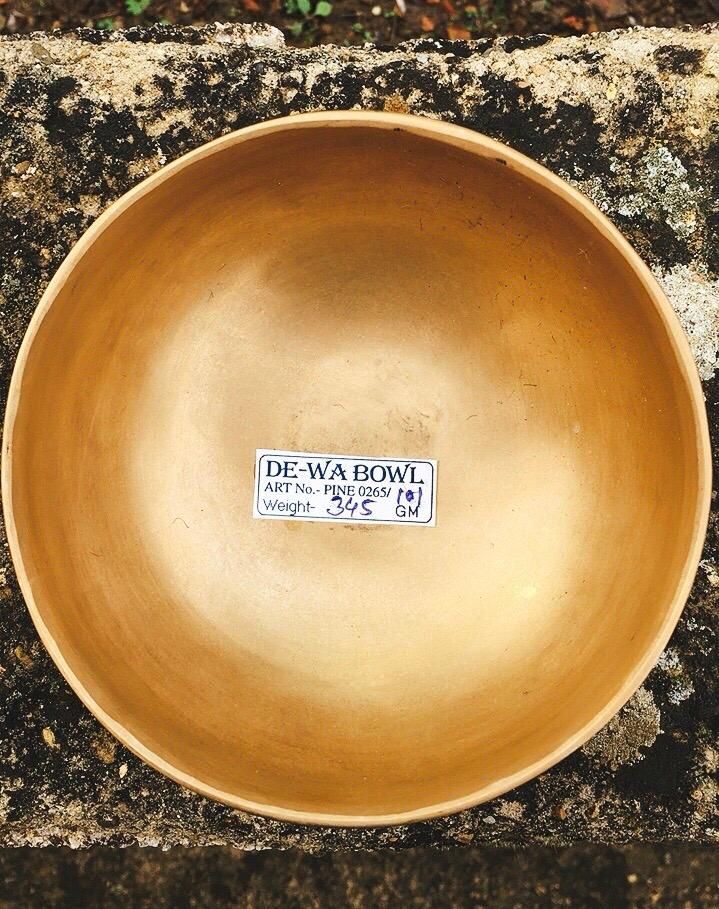 DE-WA BOWL
ART No.- PINE 0265/101
Weight- 345 GM